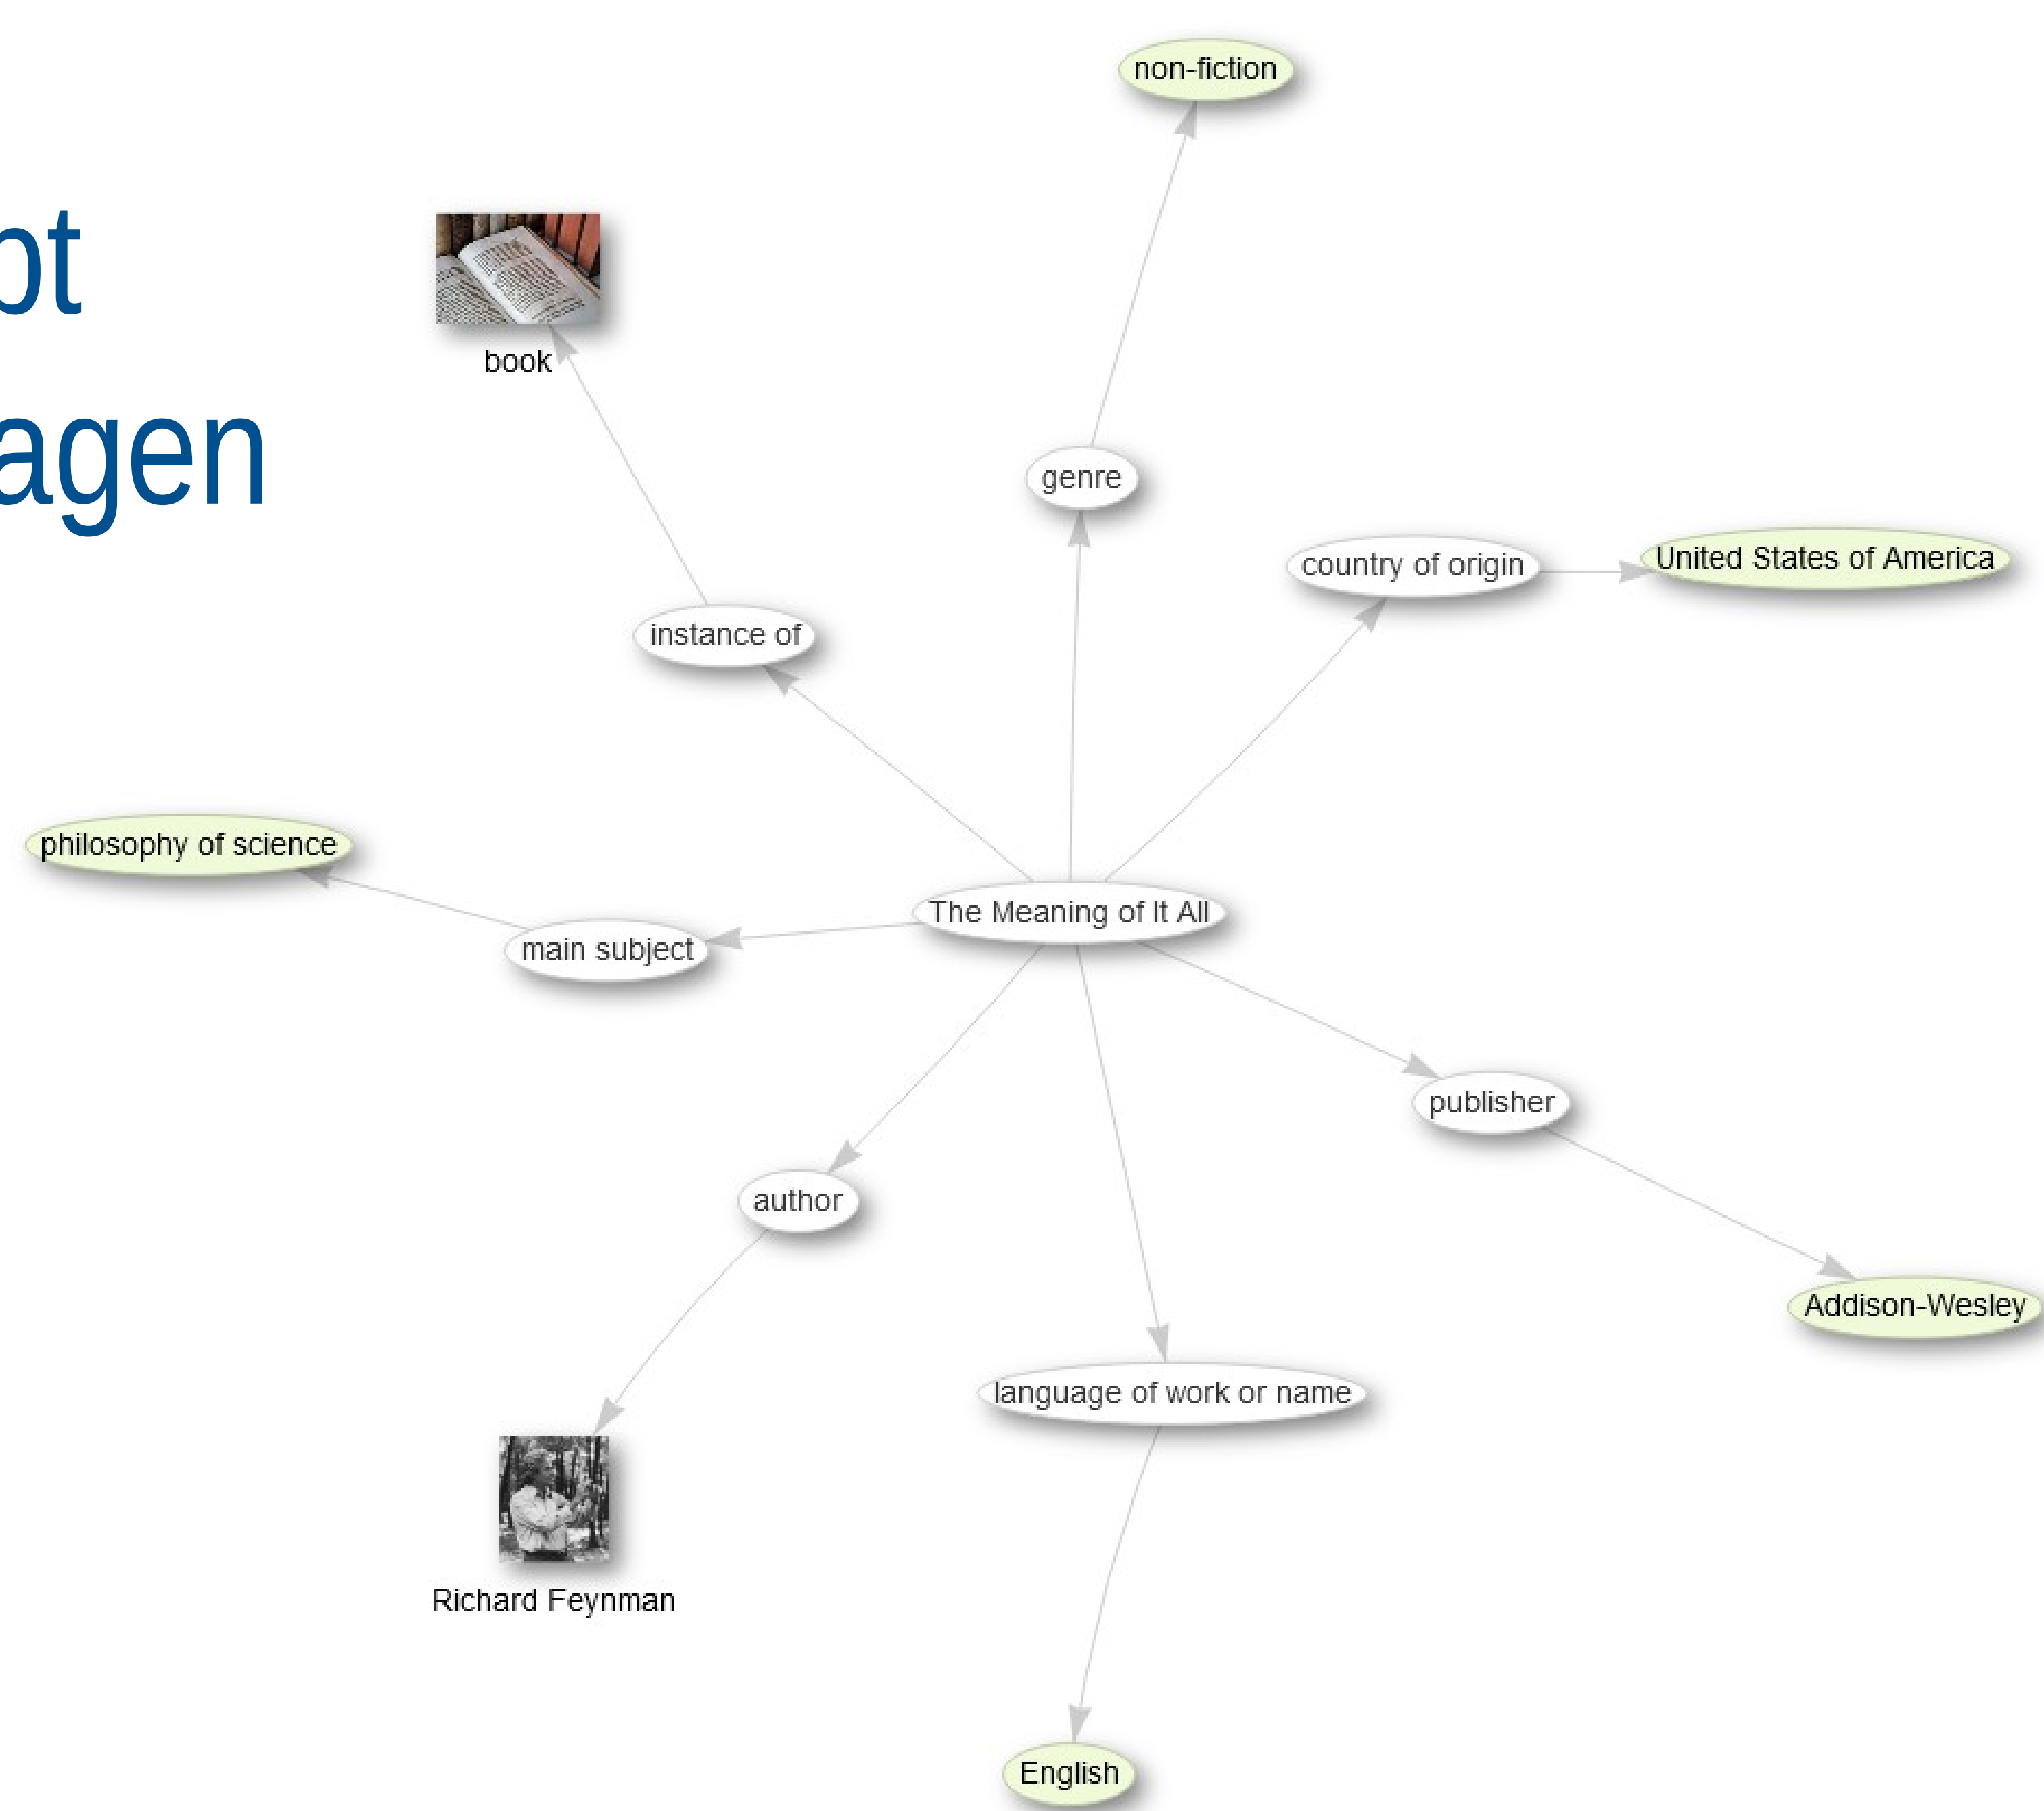 non-fiction
pt
book
agen
genre
country of origin
United States of America
instance of
philosophy of science
The Meaning of It All
main subject
publisher
author
Addison-Wesley
language of work or name
Richard Feynman
English